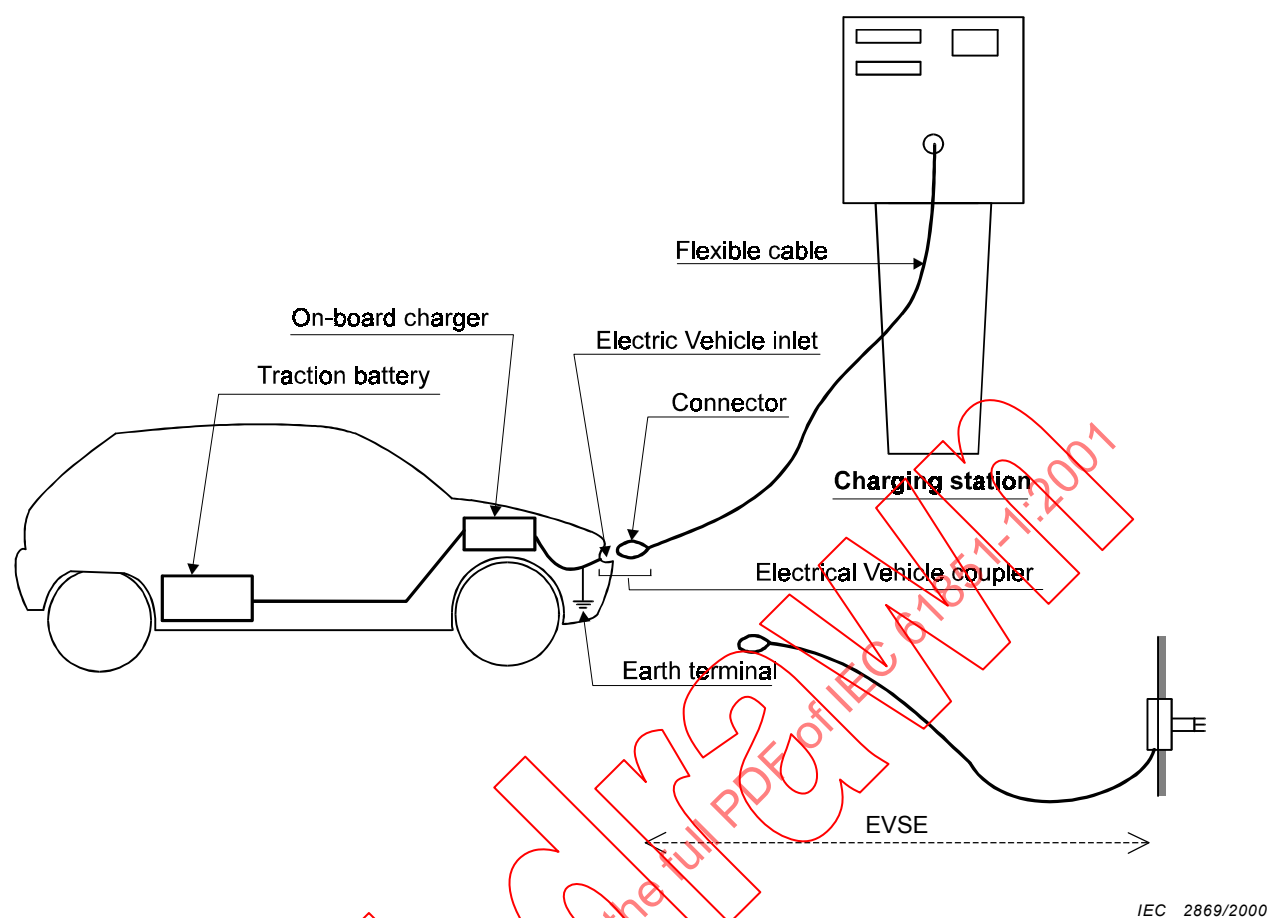 Flexible cable
On-board charger
Electric Vehicle inlet
Traction battery
Connector
Charging station
Electrical Vehicle coupler
Earth terminal
EVSE
the full PDF of IEC 61851-1:2001
drawn
IEC 2869/2000